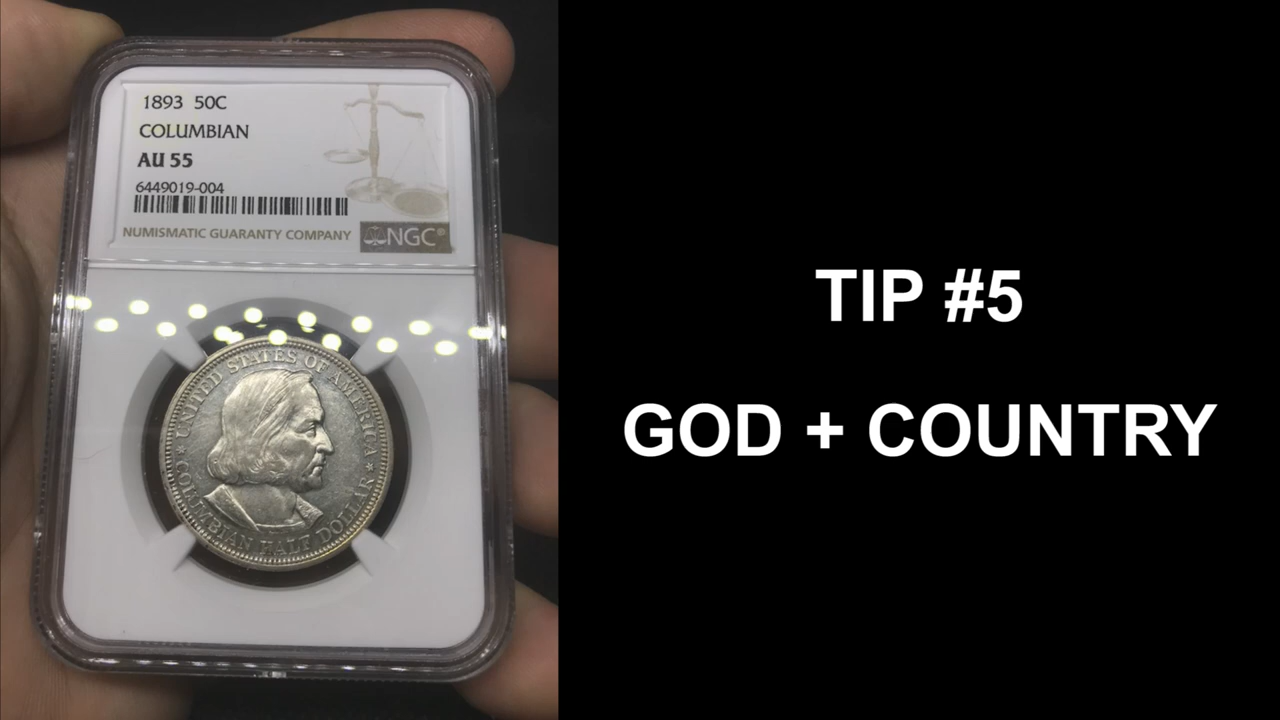 1893 50C
COLUMBIAN
AU 55
6449019-004
NUMISMATIC GUARANTY COMPANY
NGC®
UNITED STATES OF AMERICA
COLUMBIAN HALF DOLLAR
TIP #5
GOD + COUNTRY